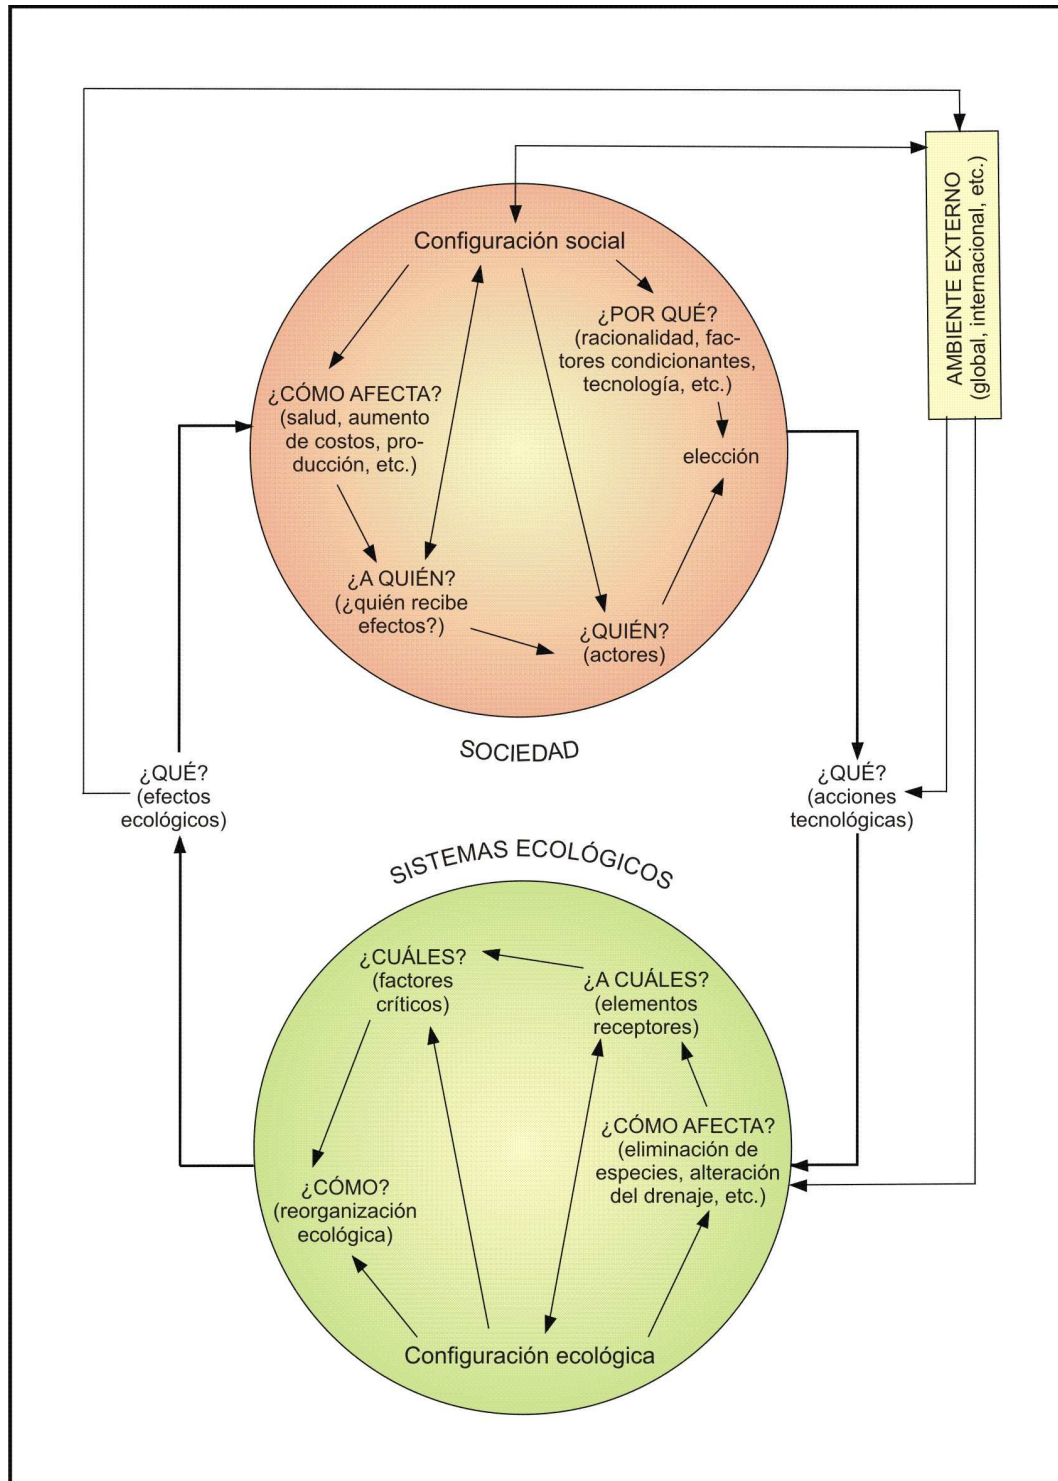 AMBIENTE EXTERNO
(global, internacional, etc.)
Configuración social
¿POR QUÉ?
(racionalidad, fac-
tores condicionantes,
tecnología, etc.)
¿CÓMO AFECTA?
(salud, aumento
de costos, pro-
ducción, etc.)
elección
¿A QUIÉN?
(¿quién recibe
efectos?)
¿QUIÉN?
(actores)
SOCIEDAD
¿QUÉ?
(efectos
ecológicos)
¿QUÉ?
(acciones
tecnológicas)
SISTEMAS ECOLÓGICOS
¿CUÁLES?
(factores
críticos)
¿A CUÁLES?
(elementos
receptores)
¿CÓMO AFECTA?
(eliminación de
especies, alteración
del drenaje, etc.)
¿CÓMO?
(reorganización
ecológica)
Configuración ecológica